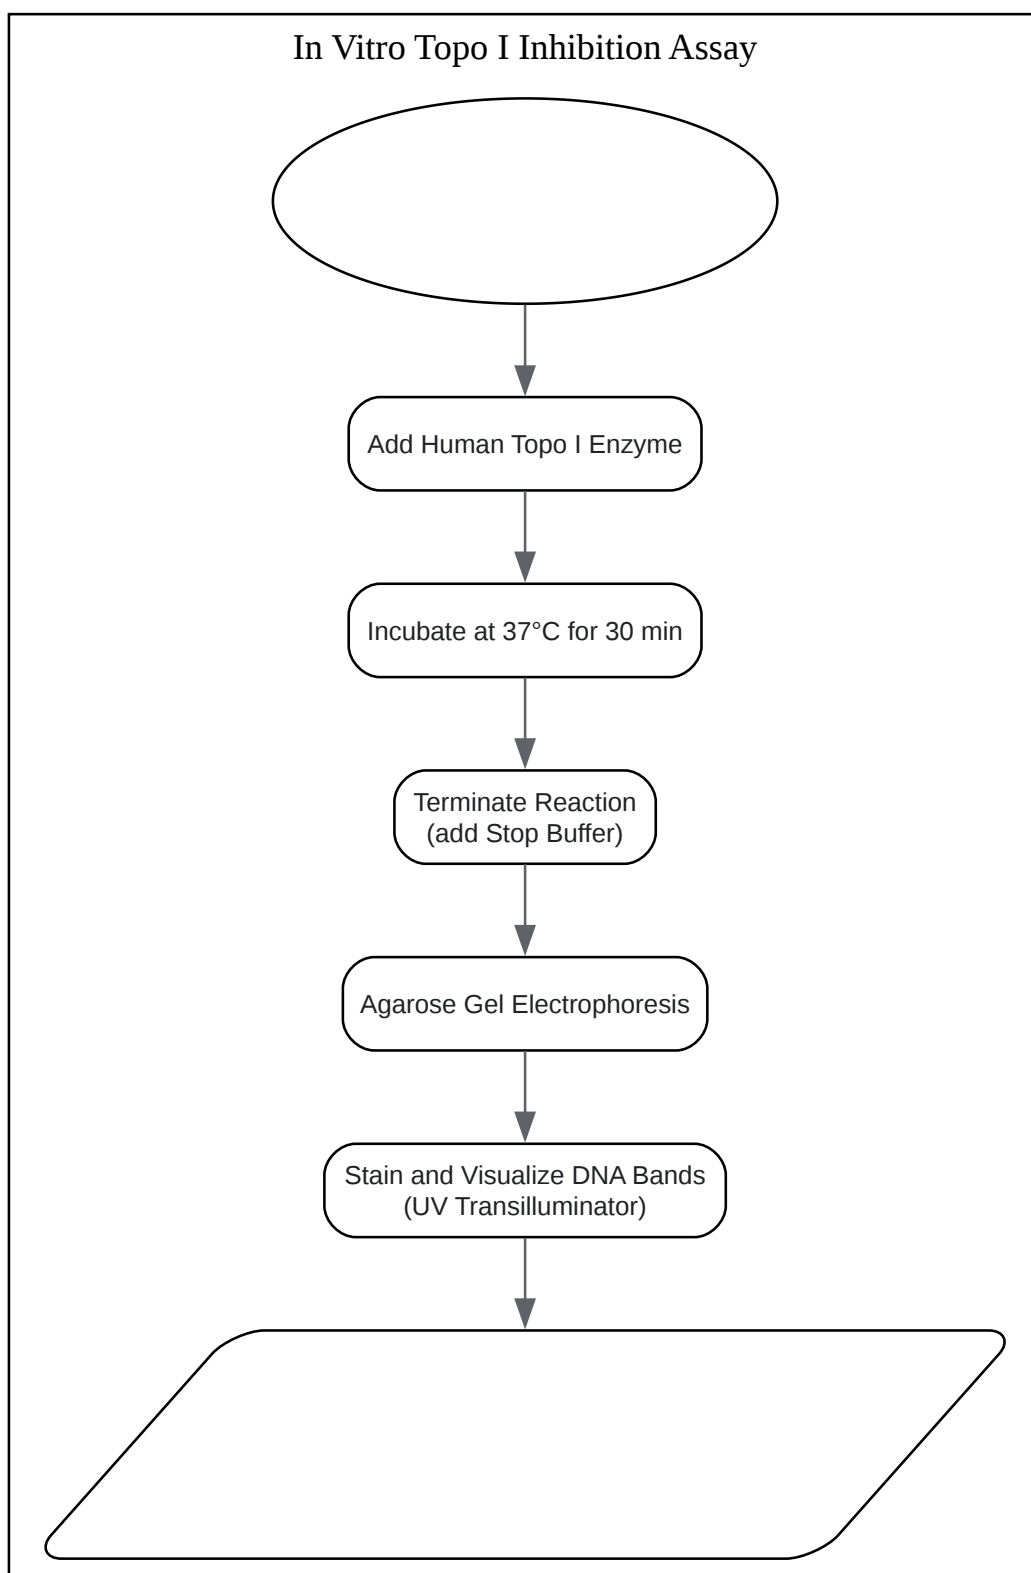 In Vitro Topo I Inhibition Assay
Add Human Topo I Enzyme
Incubate at 37°C for 30 min
Terminate Reaction
(add Stop Buffer)
Agarose Gel Electrophoresis
Stain and Visualize DNA Bands
(UV Transilluminator)